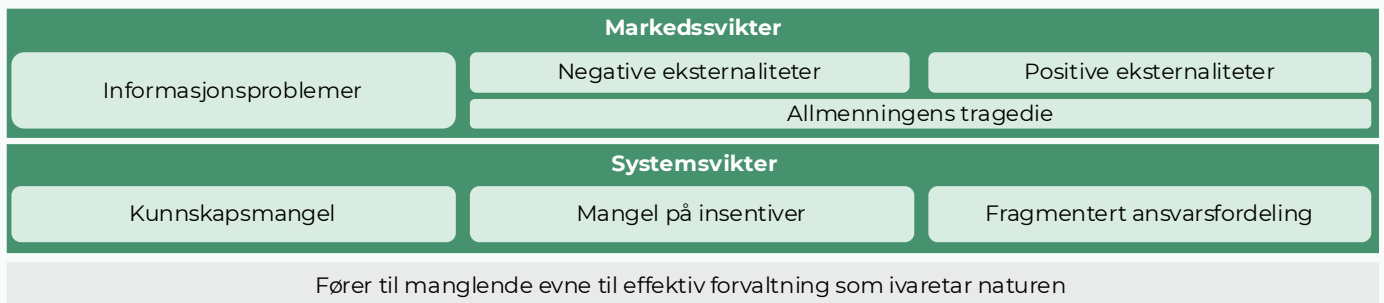 Markedssvikter
Informasjonsproblemer
Negative eksternaliteter
Positive eksternaliteter
Allmenningens tragedie
Systemsvikter
Kunnskapsmangel
Mangel på insentiver
Fragmentert ansvarsfordeling
Fører til manglende evne til effektiv forvaltning som ivaretar naturen